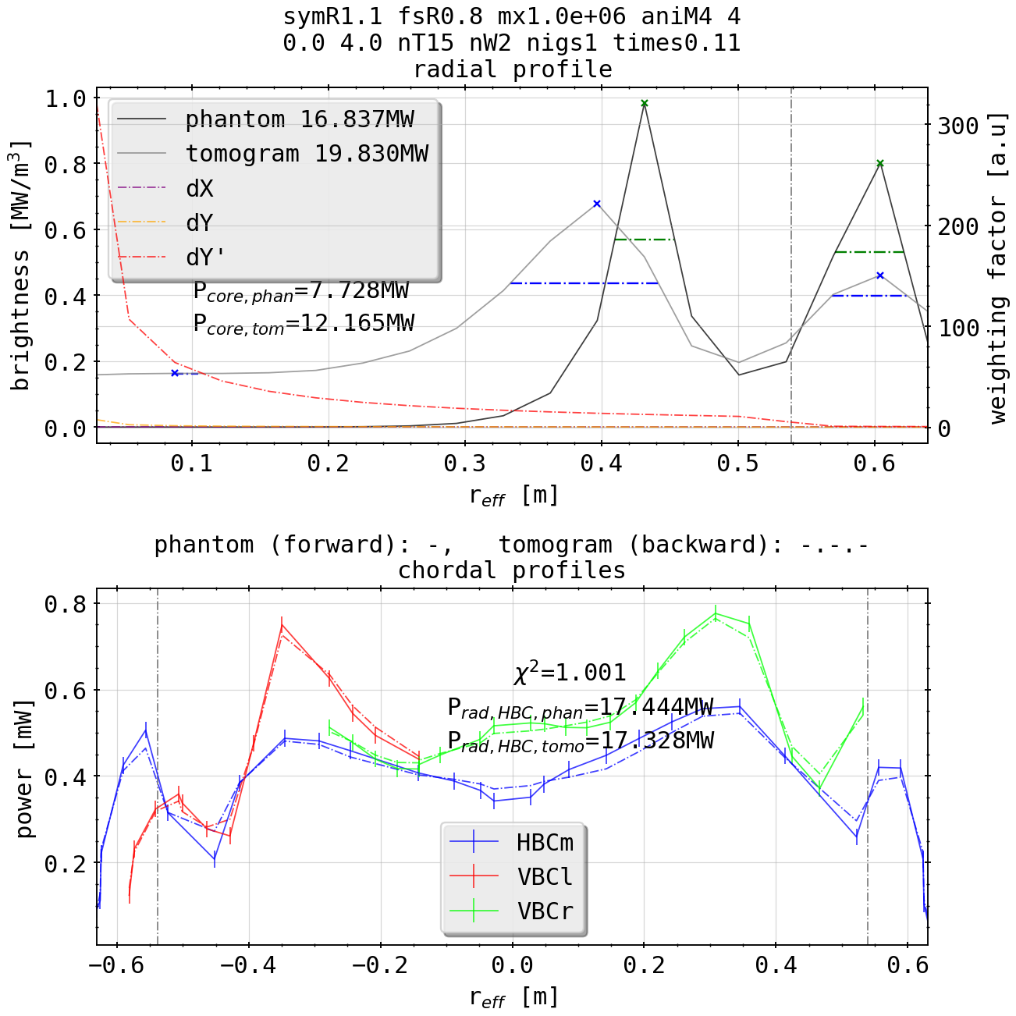 symR1.1 fsR0.8 mx1.0e+06 aniM4 4
0.0 4.0 nT15 nW2 nigs1 times0.11
radial profile
brightness [MW/m³]
1.0
0.8
0.6
0.4
0.2
0.0
phantom 16.837MW
tomogram 19.830MW
dX
dY
dY'
P_core,phan=7.728MW
P_core,tom=12.165MW
300
200
100
0
weighting factor [a.u]
0.1 0.2 0.3 0.4 0.5 0.6
r_eff [m]
phantom (forward): -, tomogram (backward): -.-.-
chordal profiles
power [mW]
0.8
0.6
0.4
0.2
χ²=1.001
P_rad,HBC,phan=17.444MW
P_rad,HBC,tomo=17.328MW
HBCm
VBCl
VBCr
−0.6 −0.4 −0.2 0.0 0.2 0.4 0.6
r_eff [m]